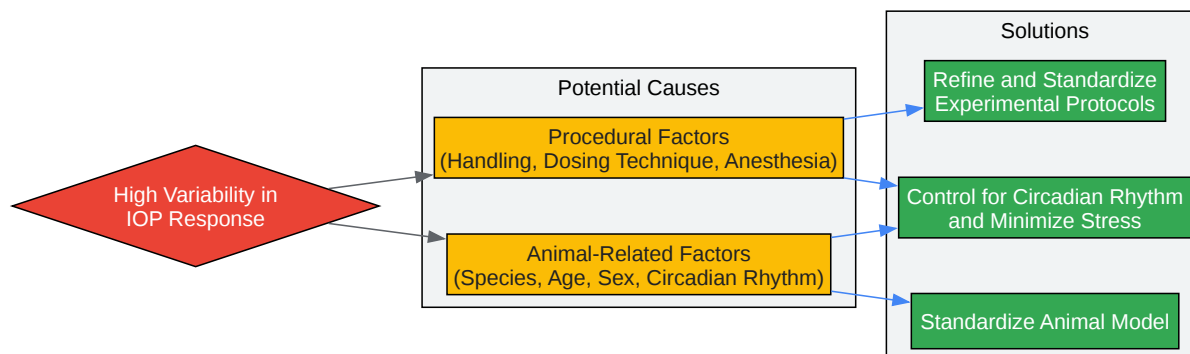 High Variability in
IOP Response
Potential Causes
Procedural Factors
(Handling, Dosing Technique, Anesthesia)
Animal-Related Factors
(Species, Age, Sex, Circadian Rhythm)
Solutions
Refine and Standardize
Experimental Protocols
Control for Circadian Rhythm
and Minimize Stress
Standardize Animal Model